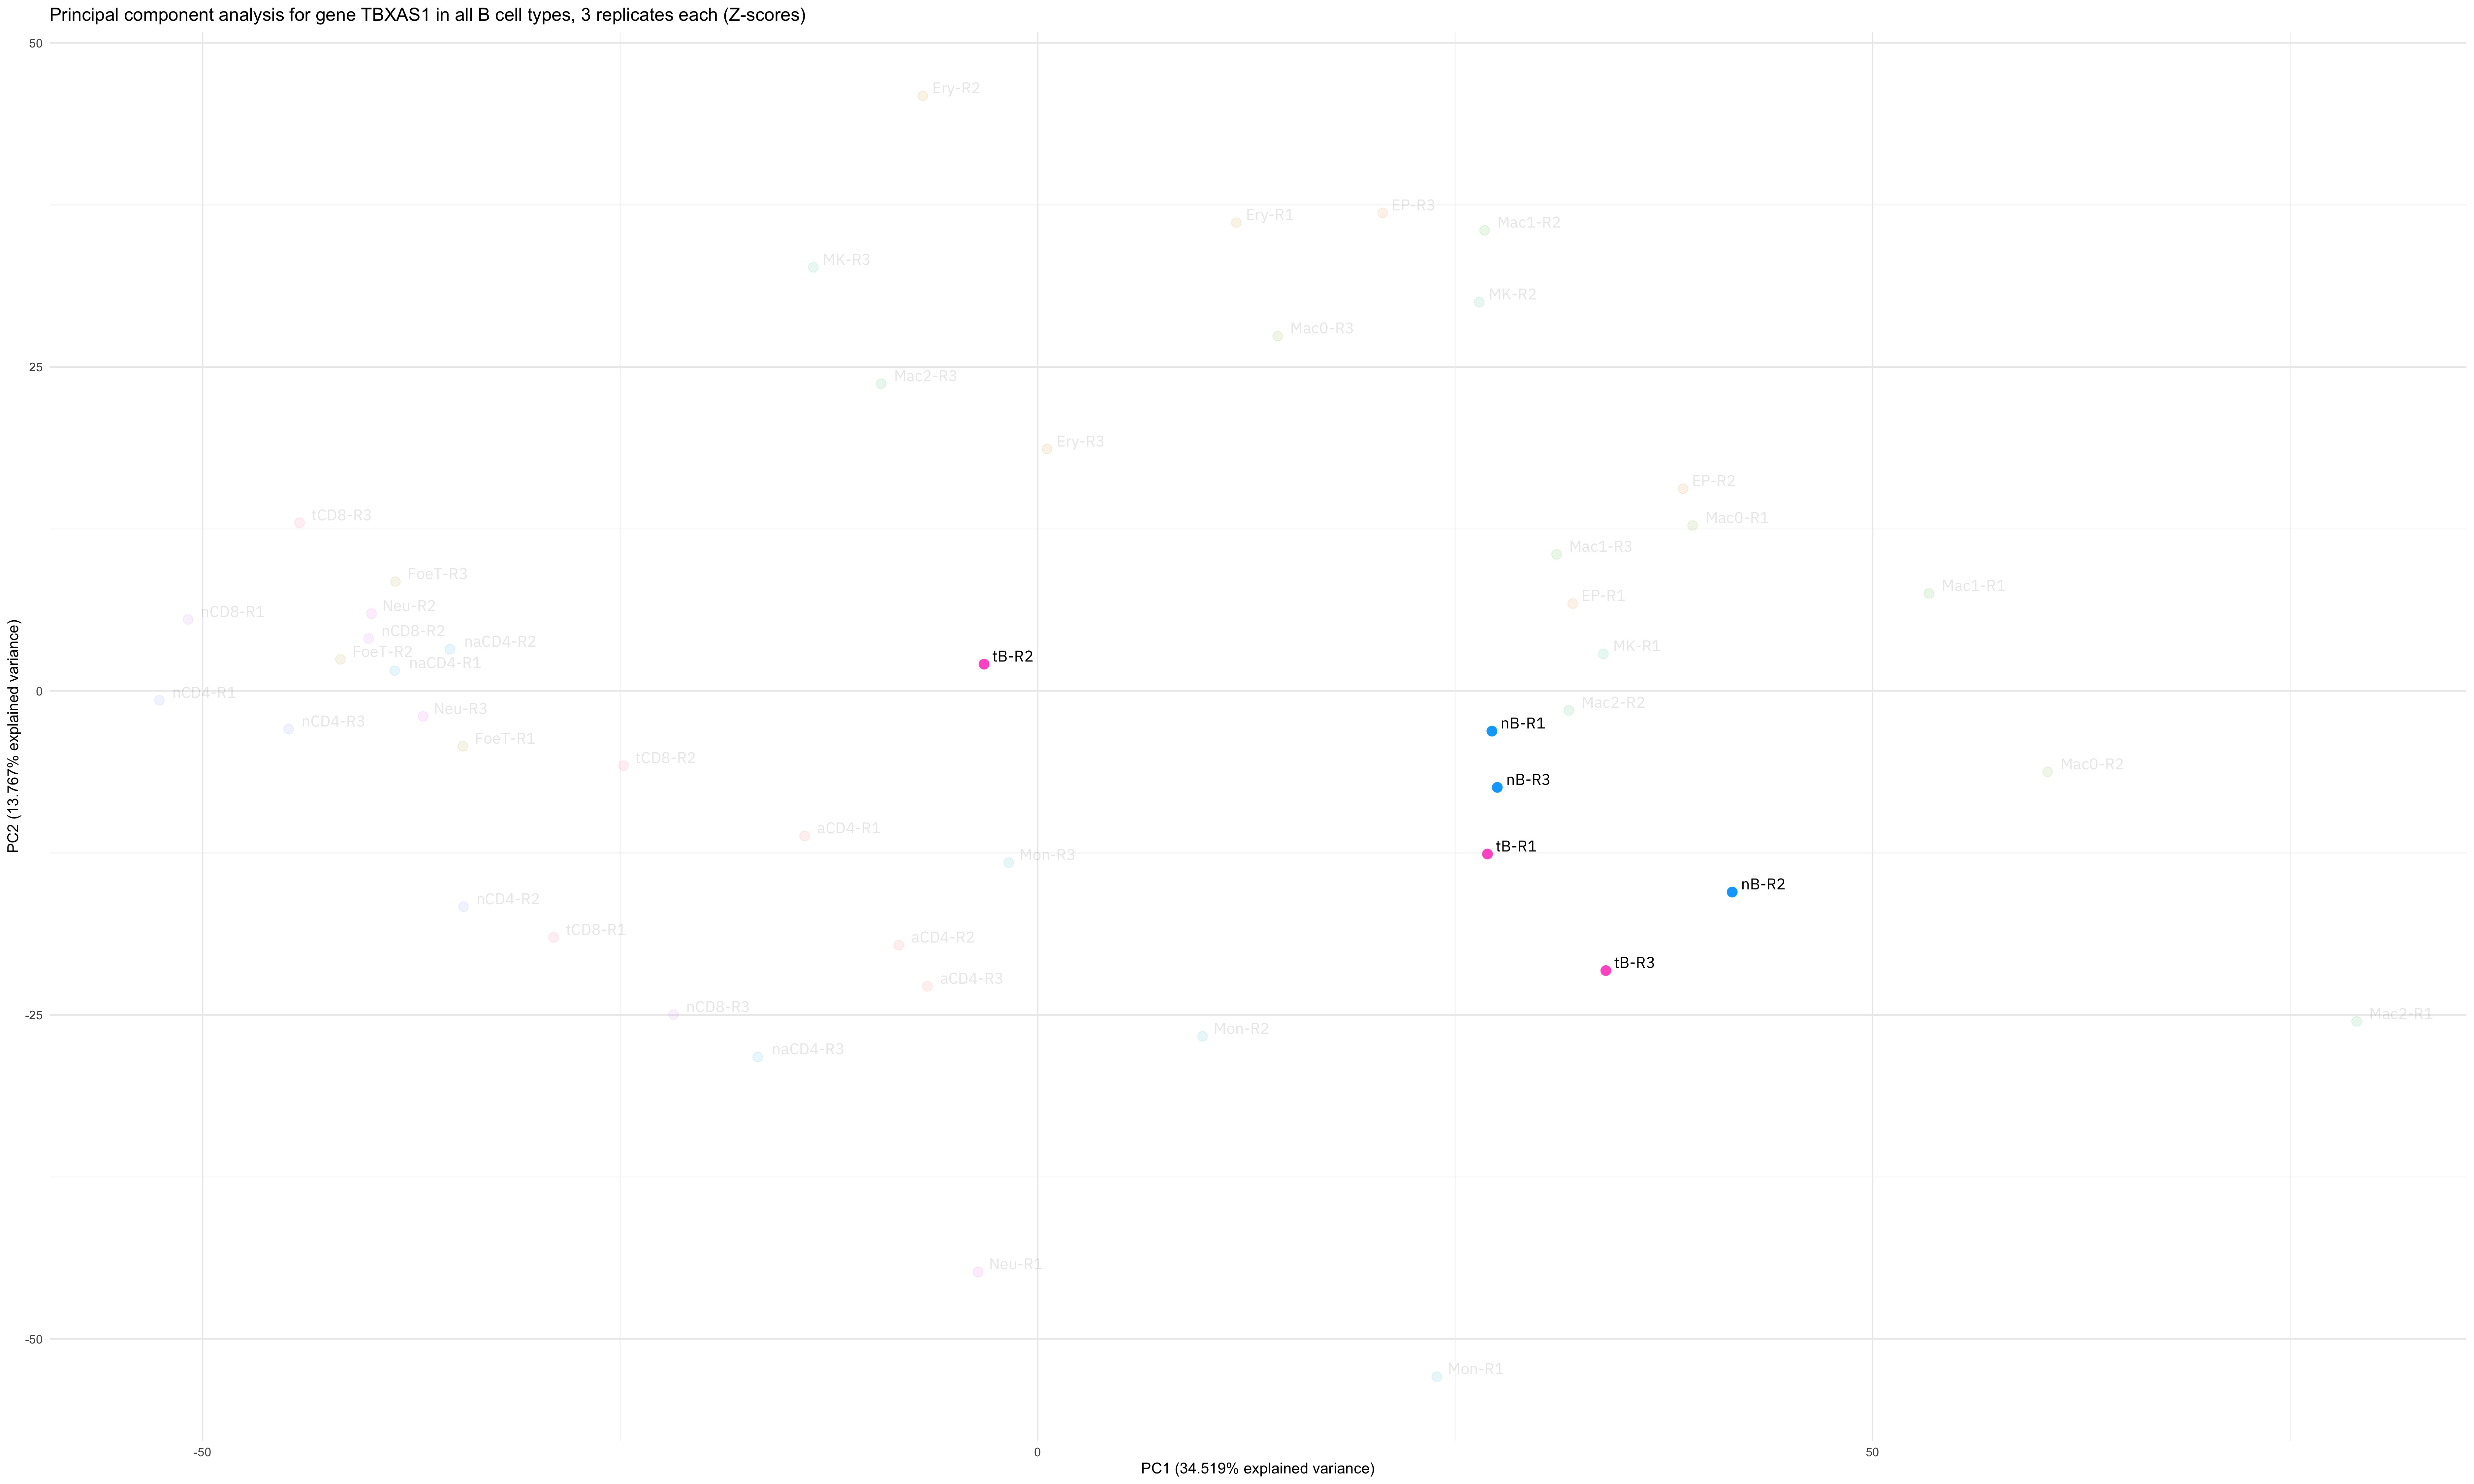 Principal component analysis for gene TBXAS1 in all B cell types, 3 replicates each (Z-scores)
50
Ery-R2
EP-R3
Ery-R1
Mac1-R2
MK-R3
MK-R2
Mac0-R3
25
Mac2-R3
Ery-R3
EP-R2
tCD8-R3
Mac0-R1
Mac1-R3
FoeT-R3
Mac1-R1
EP-R1
Neu-R2
nCD8-R1
nCD8-R2
naCD4-R2
MK-R1
FoeT-R2
tB-R2
naCD4-R1
0
nCD4-R1
Mac2-R2
Neu-R3
nCD4-R3
nB-R1
FoeT-R1
tCD8-R2
Mac0-R2
nB-R3
aCD4-R1
tB-R1
Mon-R3
nB-R2
nCD4-R2
tCD8-R1
aCD4-R2
tB-R3
aCD4-R3
nCD8-R3
-25
Mac2-R1
Mon-R2
naCD4-R3
Neu-R1
-50
Mon-R1
PC2 (13.767% explained variance)
-50
0
50
PC1 (34.519% explained variance)